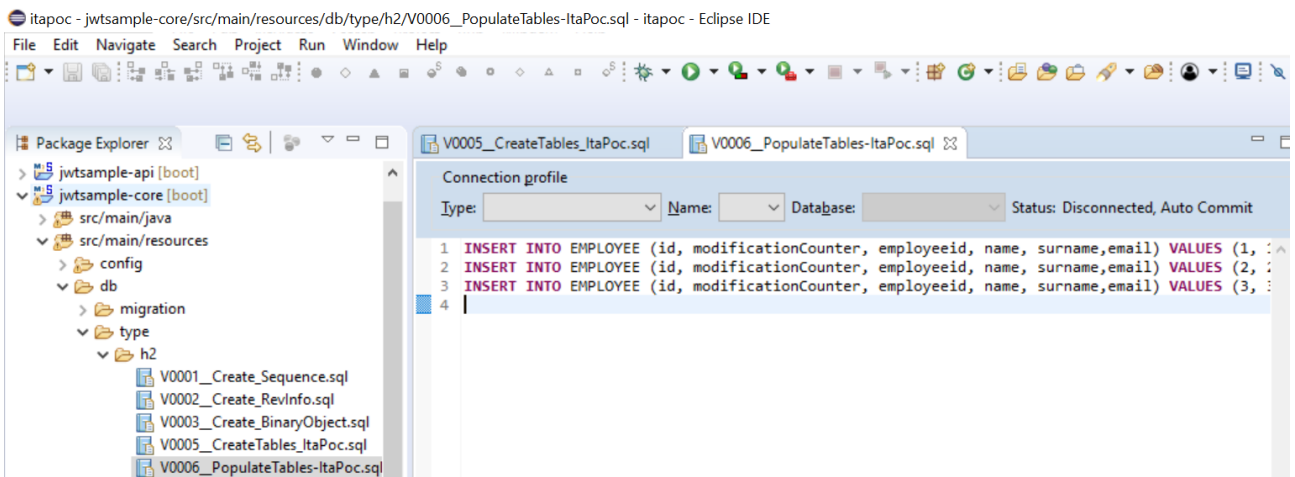 itapoc - jwtsample-core/src/main/resources/db/type/h2/V0006__PopulateTables-ItaPoc.sql - itapoc - Eclipse IDE
File Edit Navigate Search Project Run Window Help
Package Explorer
V0005__CreateTables_ItaPoc.sql
V0006__PopulateTables-ItaPoc.sql
jwtsample-api [boot]
jwtsample-core [boot]
src/main/java
src/main/resources
config
db
migration
type
h2
V0001__Create_Sequence.sql
V0002__Create_RevInfo.sql
V0003__Create_BinaryObject.sql
V0005__CreateTables_ItaPoc.sql
V0006__PopulateTables-ItaPoc.sql
Connection profile
Type: Name: Database: Status: Disconnected, Auto Commit
1 INSERT INTO EMPLOYEE (id, modificationCounter, employeeid, name, surname,email) VALUES (1,
2 INSERT INTO EMPLOYEE (id, modificationCounter, employeeid, name, surname,email) VALUES (2,
3 INSERT INTO EMPLOYEE (id, modificationCounter, employeeid, name, surname,email) VALUES (3,
4